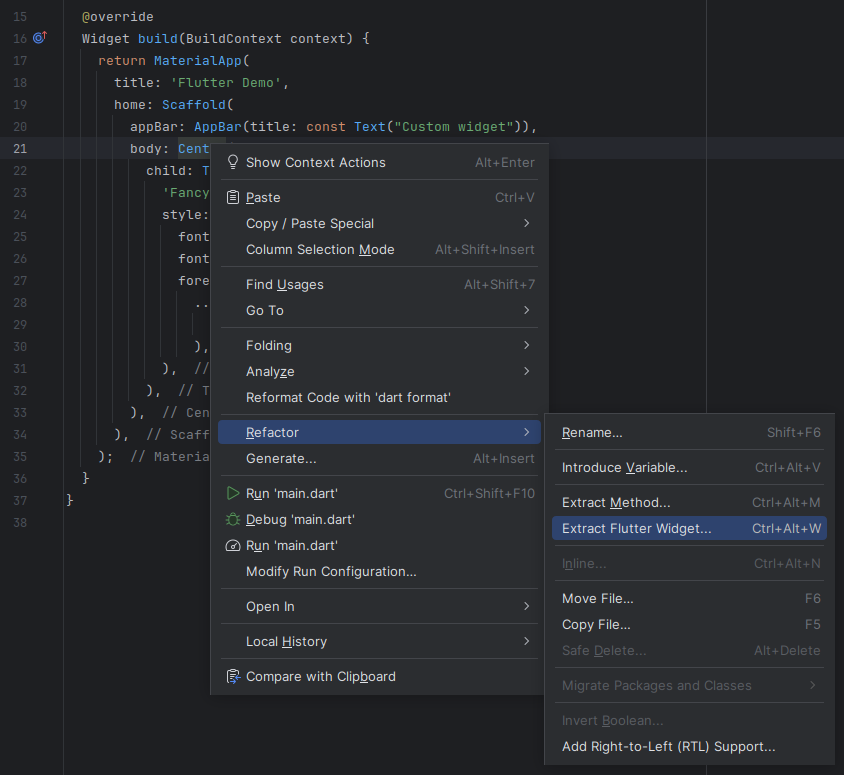 15 @override
16 Widget build(BuildContext context) {
17 return MaterialApp(
18 title: 'Flutter Demo',
19 home: Scaffold(
20 appBar: AppBar(title: const Text("Custom widget")),
21 body: Cent
22 child: T
23 'Fancy
24 style:
25 font
26 font
27 fore
28 ..
29
30 ),
31 ), //
32 ), // T
33 ), // Cen
34 ), // Scaff
35 ); // Materia
36 }
37 }
38
Show Context Actions Alt+Enter
Paste Ctrl+V
Copy / Paste Special
Column Selection Mode Alt+Shift+Insert
Find Usages Alt+Shift+7
Go To
Folding
Analyze
Reformat Code with 'dart format'
Refactor
Generate... Alt+Insert
Run 'main.dart' Ctrl+Shift+F10
Debug 'main.dart'
Run 'main.dart'
Modify Run Configuration...
Open In
Local History
Compare with Clipboard
Rename... Shift+F6
Introduce Variable... Ctrl+Alt+V
Extract Method... Ctrl+Alt+M
Extract Flutter Widget... Ctrl+Alt+W
Inline... Ctrl+Alt+N
Move File... F6
Copy File... F5
Safe Delete... Alt+Delete
Migrate Packages and Classes
Invert Boolean...
Add Right-to-Left (RTL) Support...